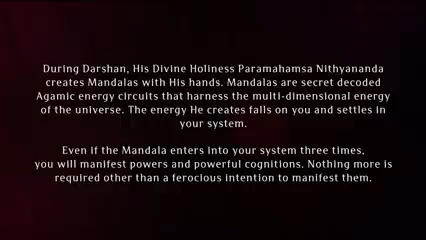 During Darshan, His Divine Holiness Paramahamsa Nithyananda
creates Mandalas with His hands. Mandalas are secret decoded
Agamic energy circuits that harness the multi-dimensional energy
of the universe. The energy He creates falls on you and settles in
your system.
Even if the Mandala enters into your system three times,
you will manifest powers and powerful cognitions. Nothing more is
required other than a ferocious intention to manifest them.